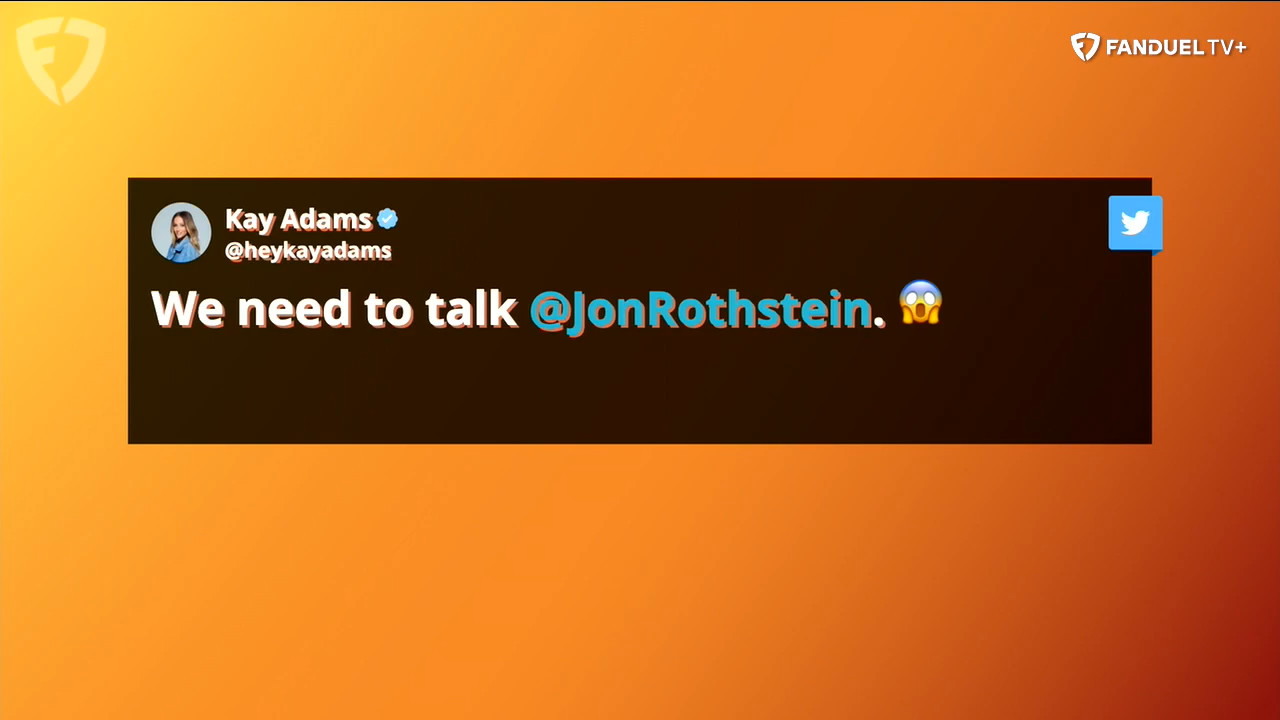 FANDUEL TV+
Kay Adams
@heykayadams
We need to talk @JonRothstein. 😱